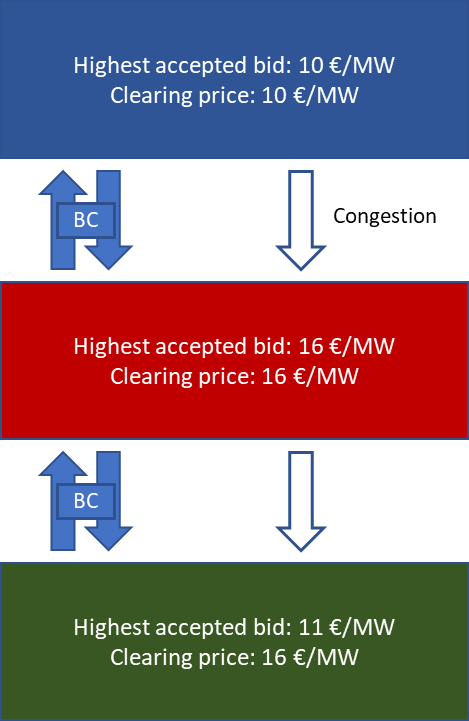 Highest accepted bid: 10 €/MW
Clearing price: 10 €/MW
BC
Congestion
Highest accepted bid: 16 €/MW
Clearing price: 16 €/MW
BC
Highest accepted bid: 11 €/MW
Clearing price: 16 €/MW